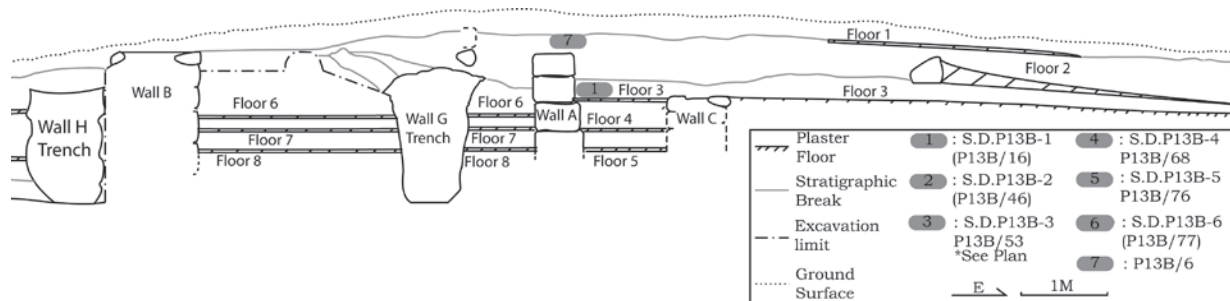 7
Floor 1
Floor 2
Wall B
1
Floor 3
Floor 3
Floor 6
Floor 6
Wall A
Floor 4
Wall C
Wall H
Trench
Wall G
Trench
Floor 7
Floor 7
Floor 8
Floor 8
Floor 5
Plaster
Floor
Stratigraphic
Break
Excavation
limit
Ground
Surface
1 : S.D.P13B-1
(P13B/16)
2 : S.D.P13B-2
(P13B/46)
3 : S.D.P13B-3
P13B/53
*See Plan
4 : S.D.P13B-4
P13B/68
5 : S.D.P13B-5
P13B/76
6 : S.D.P13B-6
(P13B/77)
7 : P13B/6
E
1M